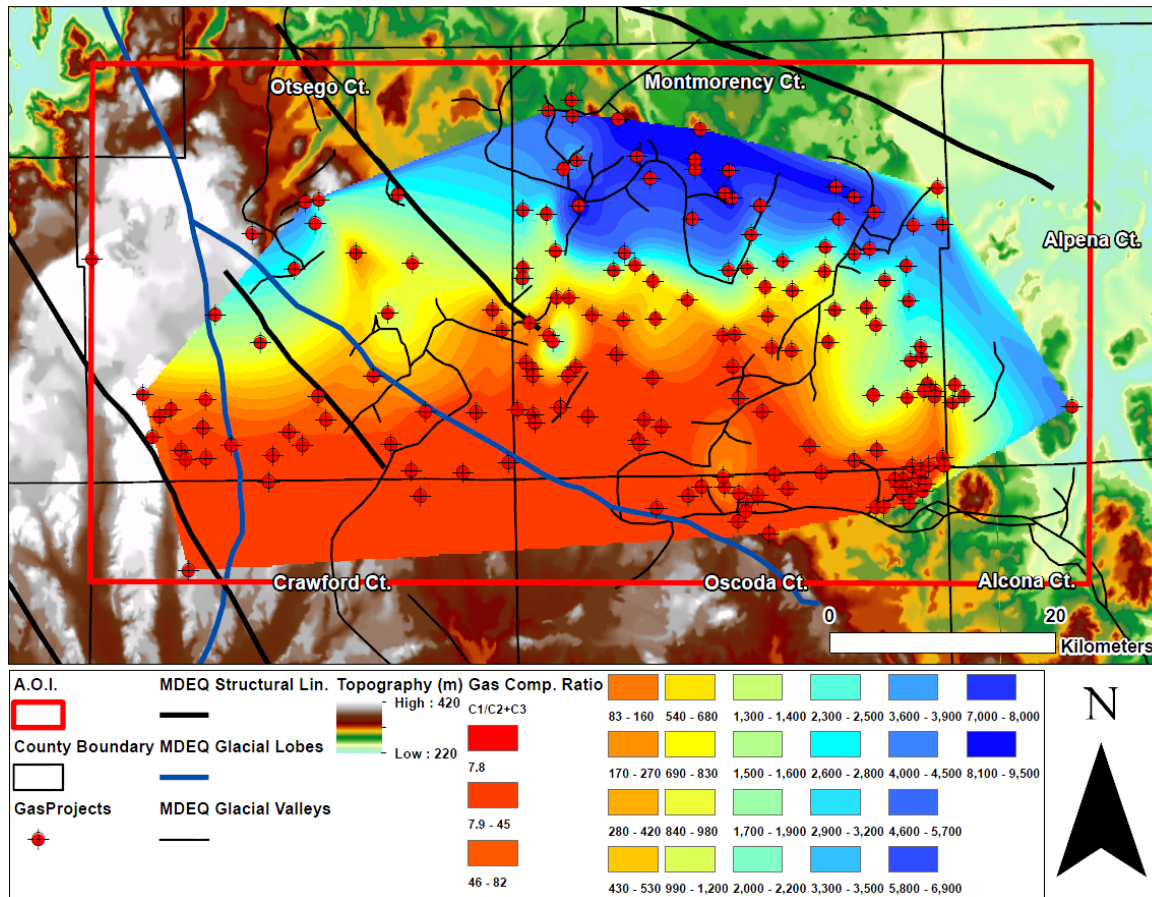 Otsego Ct.
Montmorency Ct.
Alpena Ct.
Crawford Ct.
Oscoda Ct.
Alcona Ct.
0 20
Kilometers
A.O.I.
County Boundary
GasProjects
MDEQ Structural Lin.
MDEQ Glacial Lobes
MDEQ Glacial Valleys
Topography (m)
High : 420
Low : 220
Gas Comp. Ratio
C1/C2+C3
7.8
7.9 - 45
46 - 82
83 - 160
170 - 270
280 - 420
430 - 530
540 - 680
690 - 830
840 - 980
990 - 1,200
1,300 - 1,400
1,500 - 1,600
1,700 - 1,900
2,000 - 2,200
2,300 - 2,500
2,600 - 2,800
2,900 - 3,200
3,300 - 3,500
3,600 - 3,900
4,000 - 4,500
4,600 - 5,700
5,800 - 6,900
7,000 - 8,000
8,100 - 9,500
N